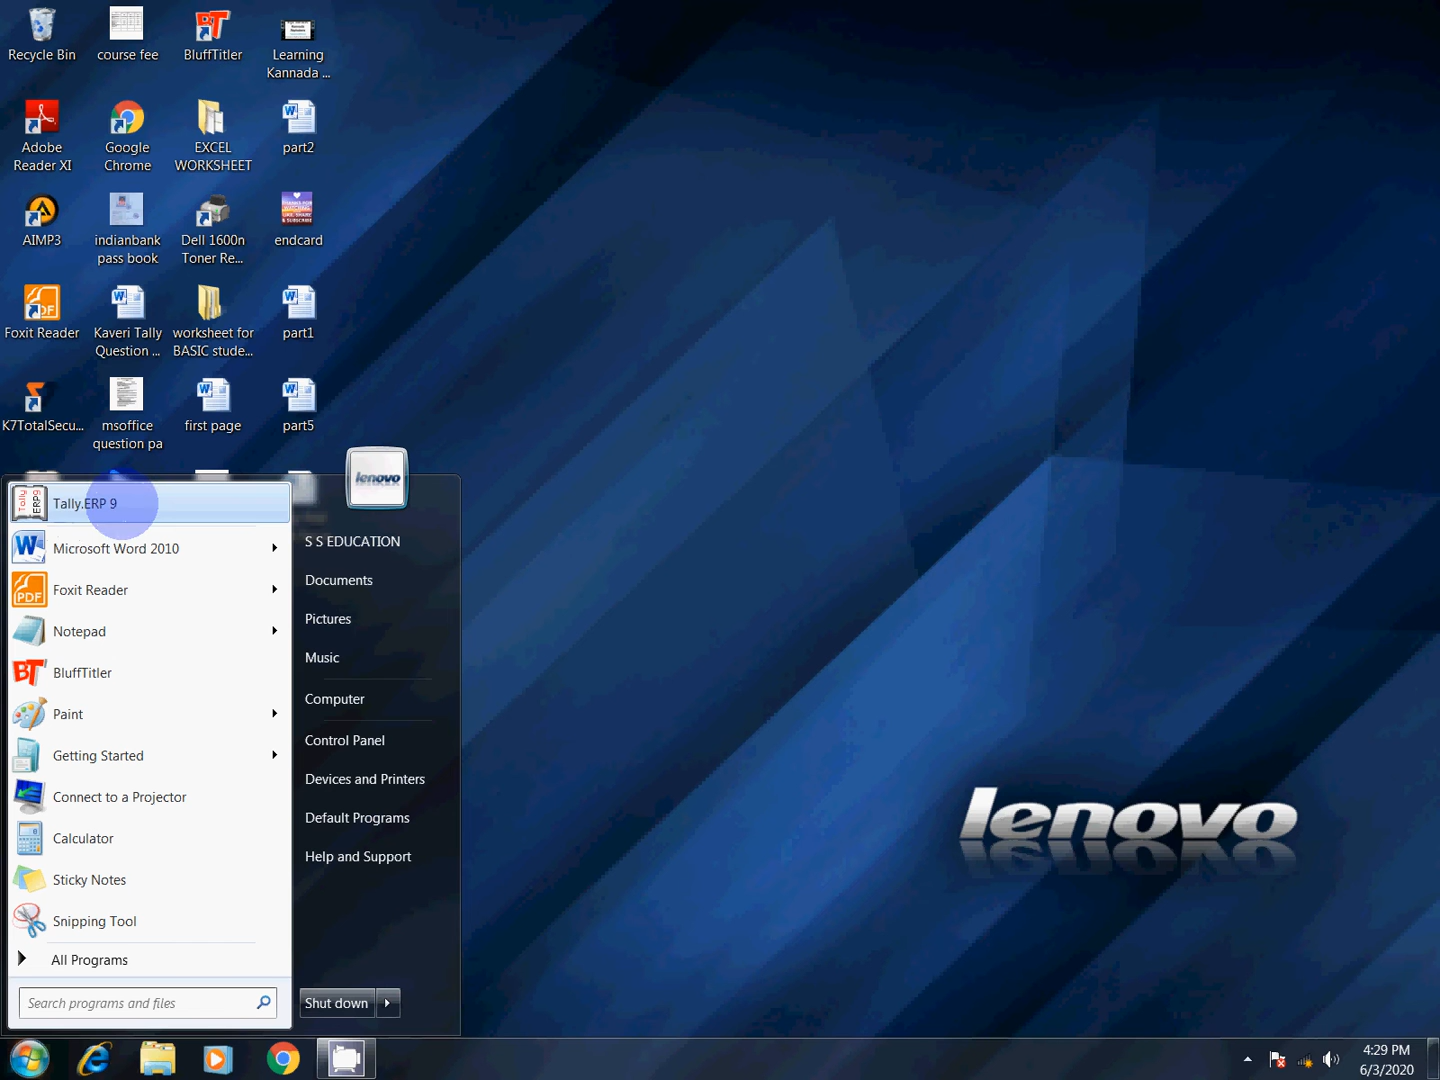 Recycle Bin
course fee
BluffTitler
Learning
Kannada ...
Adobe
Reader XI
Google
Chrome
EXCEL
WORKSHEET
part2
AIMP3
indianbank
pass book
Dell 1600n
Toner Re...
endcard
Foxit Reader
Kaveri Tally
Question ...
worksheet for
BASIC stude...
part1
K7TotalSecu...
msoffice
question pa
first page
part5
lenovo
Tally.ERP 9
Microsoft Word 2010
Foxit Reader
Notepad
BluffTitler
Paint
Getting Started
Connect to a Projector
Calculator
Sticky Notes
Snipping Tool
All Programs
Search programs and files
S S EDUCATION
Documents
Pictures
Music
Computer
Control Panel
Devices and Printers
Default Programs
Help and Support
Shut down
lenovo
4:29 PM
6/3/2020